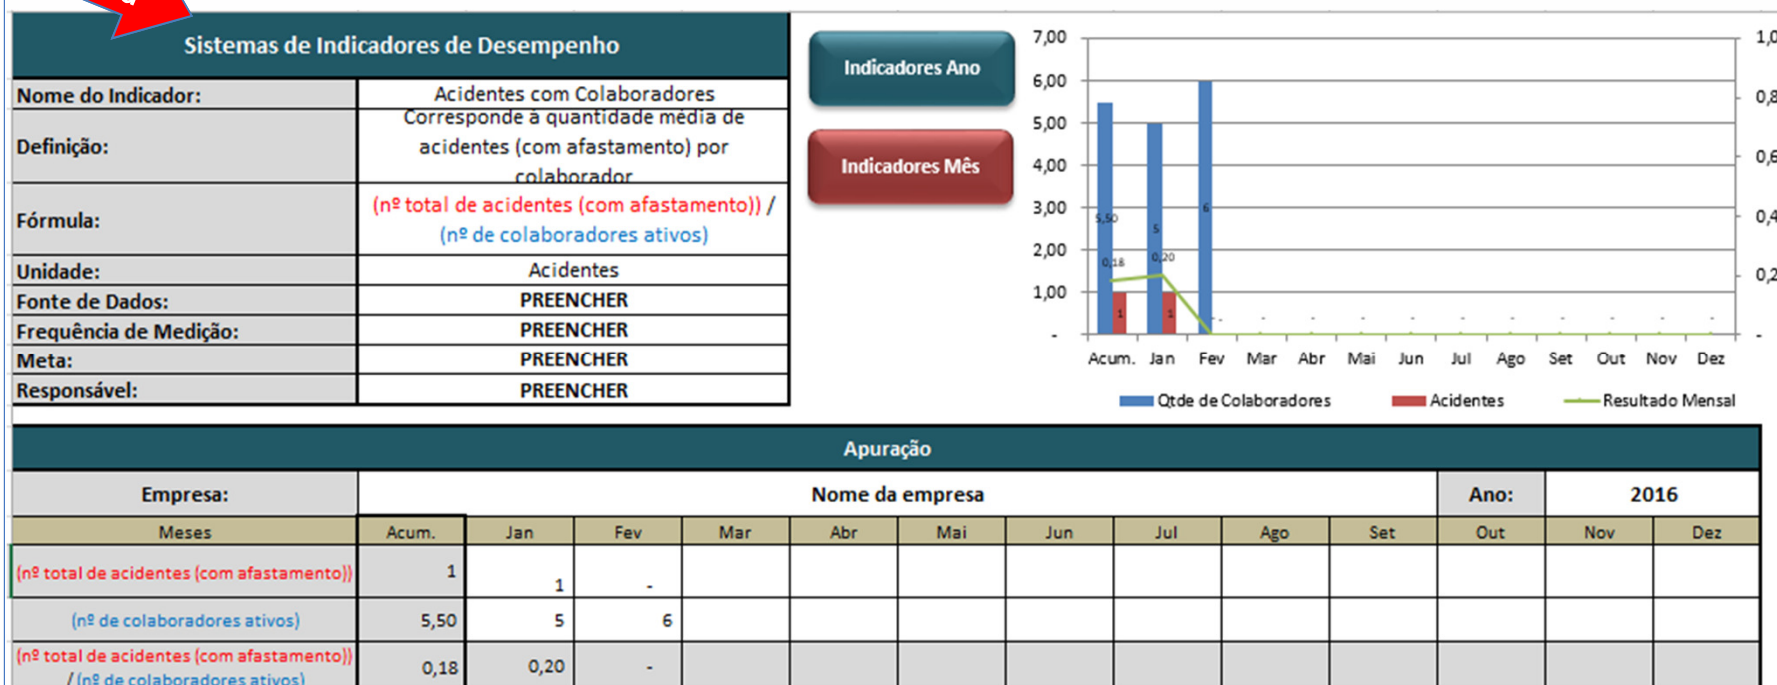 Sistemas de Indicadores de Desempenho
Nome do Indicador: Acidentes com Colaboradores
Definição: Corresponde à quantidade média de
acidentes (com afastamento) por
colaborador
Fórmula: (nº total de acidentes (com afastamento)) /
(nº de colaboradores ativos)
Unidade: Acidentes
Fonte de Dados: PREENCHER
Frequência de Medição: PREENCHER
Meta: PREENCHER
Responsável: PREENCHER
Indicadores Ano
Indicadores Mês
7,00
6,00
5,00
4,00
3,00
2,00
1,00
-
5,50 5 6
0,18 0,20 - - - - - - - - - - -
1 1
1,0
0,8
0,6
0,4
0,2
-
Acum. Jan Fev Mar Abr Mai Jun Jul Ago Set Out Nov Dez
Qtde de Colaboradores Acidentes Resultado Mensal
Apuração
Empresa: Nome da empresa Ano: 2016
Meses Acum. Jan Fev Mar Abr Mai Jun Jul Ago Set Out Nov Dez
(nº total de acidentes (com afastamento)) 1 1 -
(nº de colaboradores ativos) 5,50 5 6
(nº total de acidentes (com afastamento)) 0,18 0,20 -
/ (nº de colaboradores ativos)